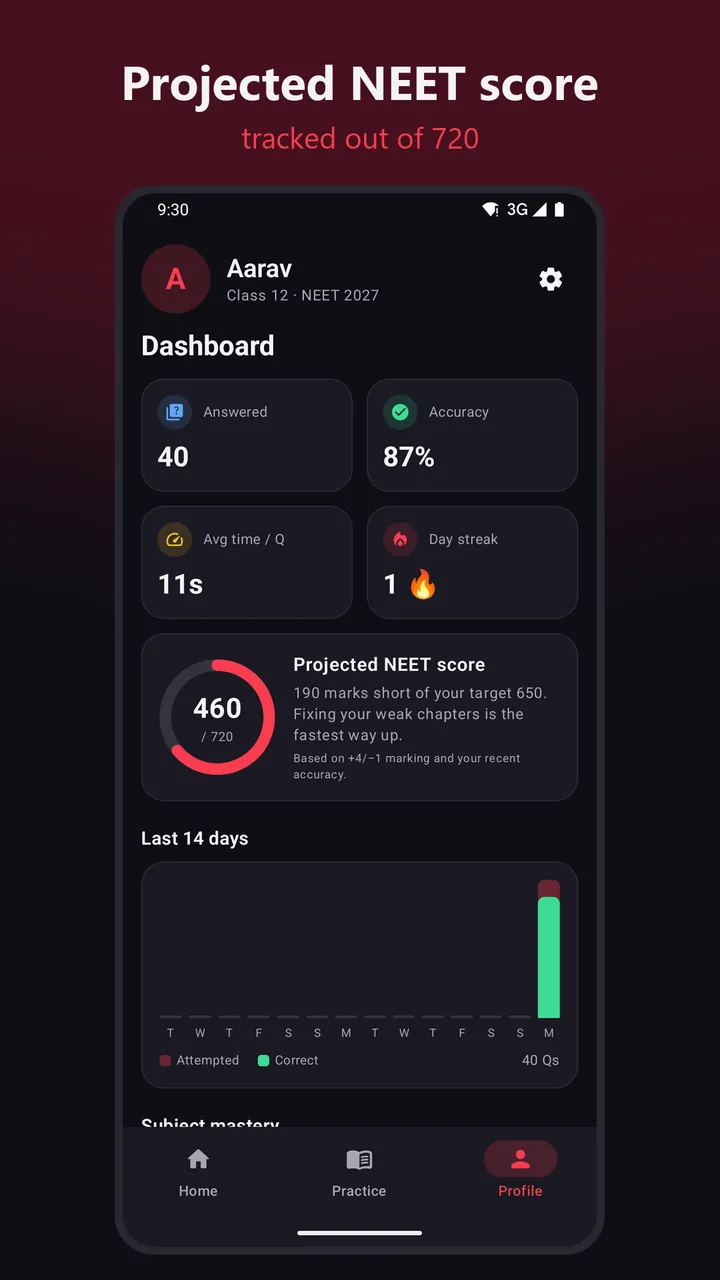 Projected NEET score
tracked out of 720
9:30
3G
A
Aarav
Class 12 · NEET 2027
Dashboard
Answered
40
Accuracy
87%
Avg time / Q
11s
Day streak
1 🔥
460
/ 720
Projected NEET score
190 marks short of your target 650.
Fixing your weak chapters is the
fastest way up.
Based on +4/−1 marking and your recent
accuracy.
Last 14 days
T W T F S S M T W T F S S M
Attempted Correct 40 Qs
Subject mastery
Home Practice Profile